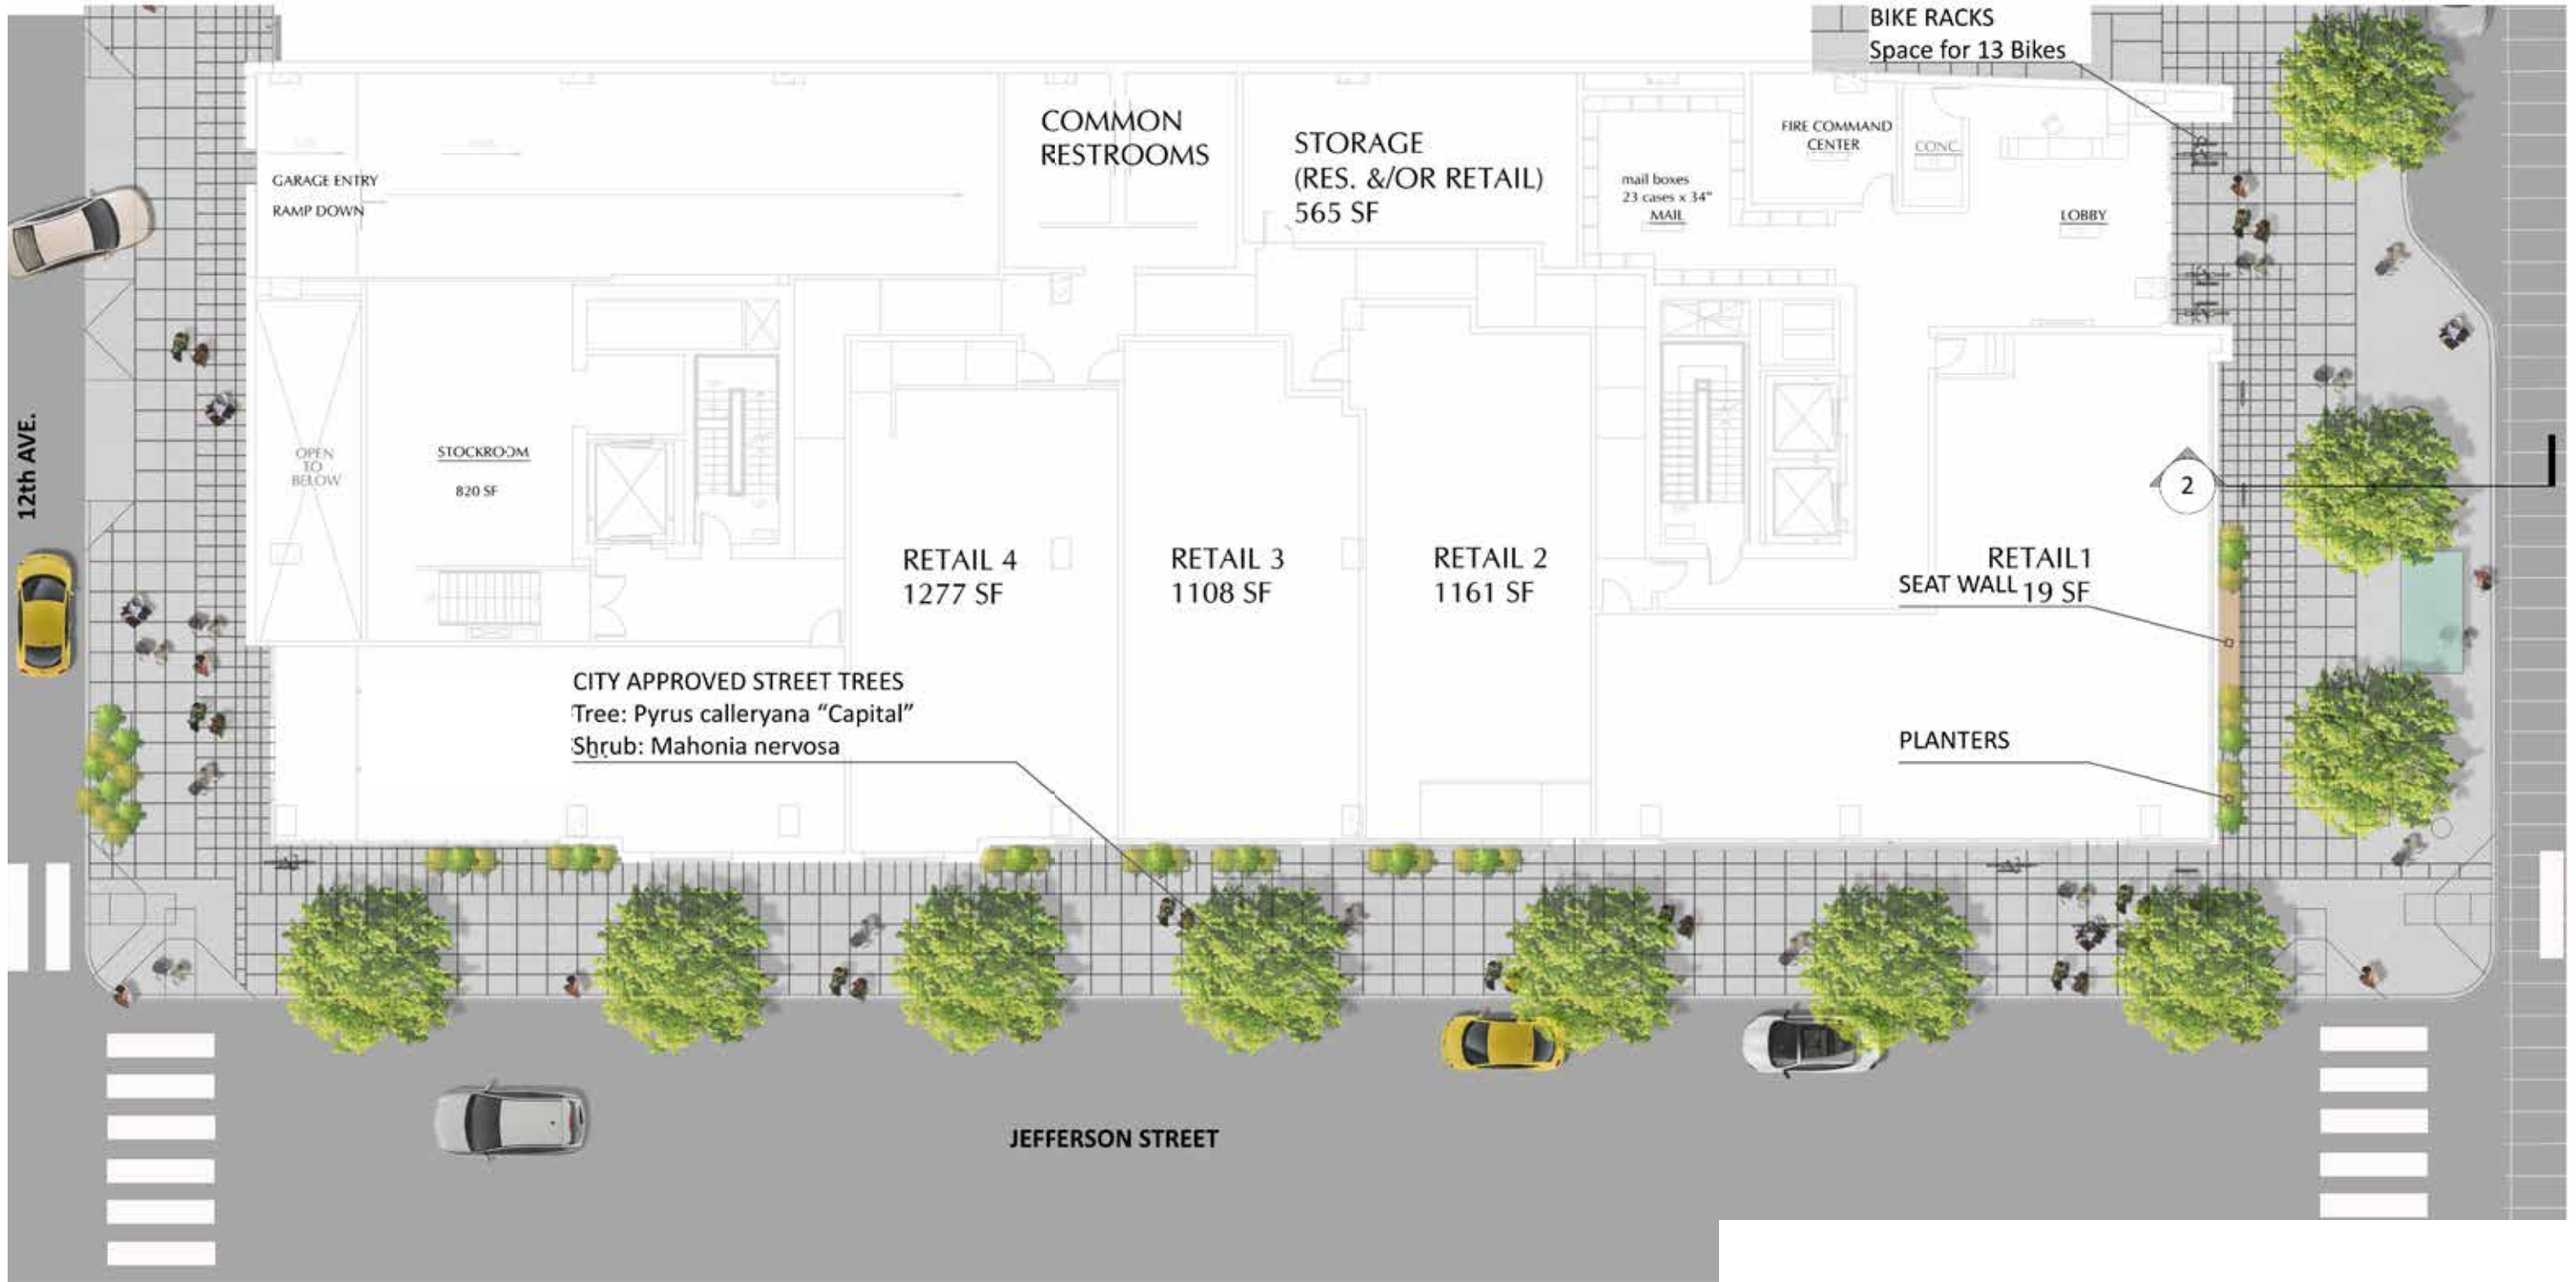 BIKE RACKS
Space for 13 Bikes
COMMON
RESTROOMS
STORAGE
(RES. &/OR RETAIL)
565 SF
FIRE COMMAND
CENTER
CONC.
mail boxes
23 cases x 34"
MAIL
GARAGE ENTRY
RAMP DOWN
LOBBY
12th AVE.
OPEN
TO
BELOW
STOCKROOM
820 SF
2
RETAIL 4
1277 SF
RETAIL 3
1108 SF
RETAIL 2
1161 SF
RETAIL1
SEAT WALL 19 SF
CITY APPROVED STREET TREES
Tree: Pyrus calleryana “Capital”
Shrub: Mahonia nervosa
PLANTERS
JEFFERSON STREET